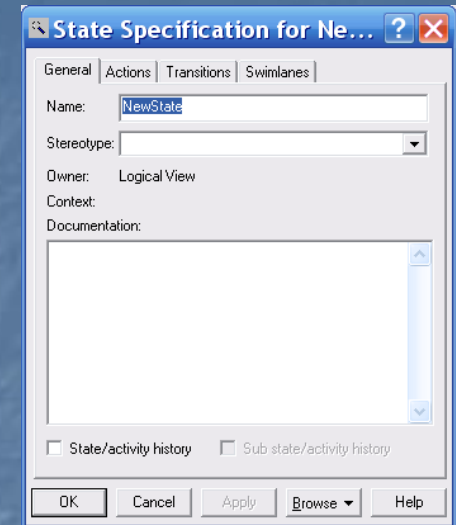 State Specification for Ne...
General Actions Transitions Swimlanes
Name: NewState
Stereotype:
Owner: Logical View
Context:
Documentation:
State/activity history Sub state/activity history
OK Cancel Apply Browse Help